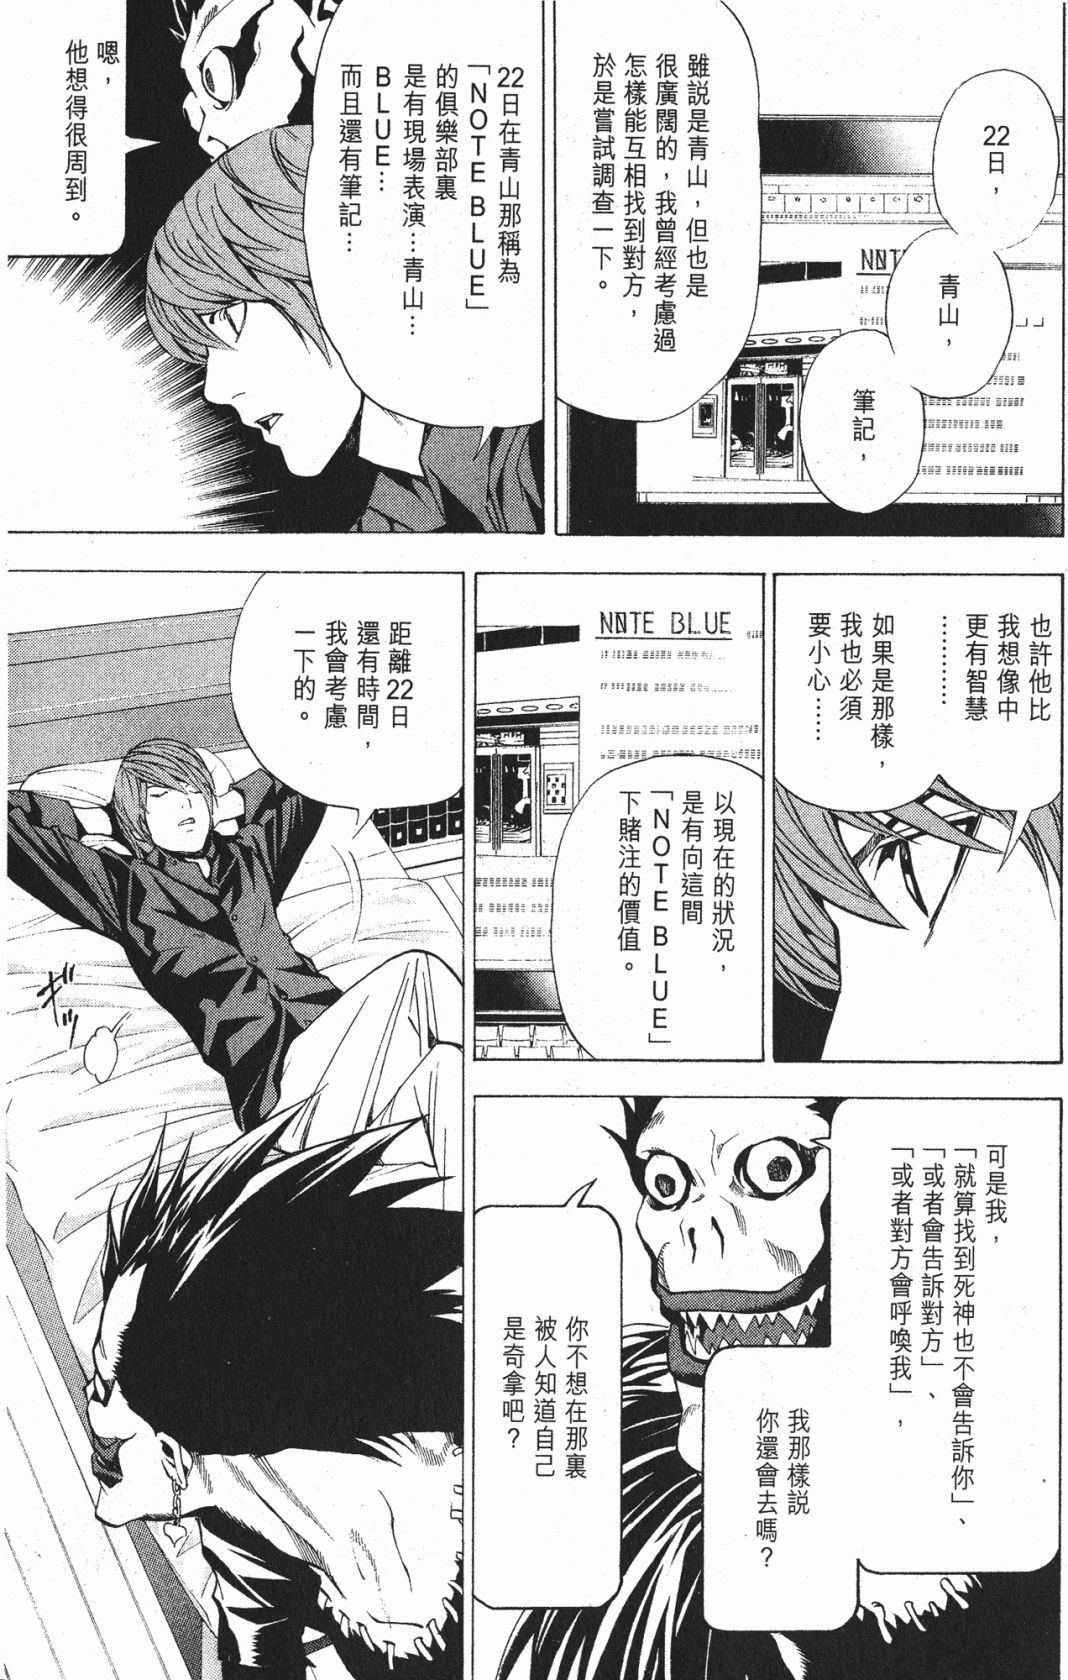 22日，
青山，
筆記，
NOT
雖說是青山，但也是
很廣闊的，我曾經考慮過
怎樣能互相找到對方，
於是嘗試調查一下。
22日在青山那稱為
「NOTE BLUE」
的俱樂部裏
是有現場表演…青山…
BLUE…
而且還有筆記…
嗯，
他想得很周到。
也許他比
我想像中
更有智慧
…………
如果是那樣，
我也必須
要小心……
NOTE BLUE
以現在的狀況，
是有向這間
「NOTE BLUE」
下賭注的價值。
距離22日
還有時間，
我會考慮
一下的。
ギッ
可是我，
「就算找到死神也不會告訴你」、
「或者會告訴對方」、
「或者對方會呼喚我」，
我那樣說
你還會去嗎？
你不想在那裏
被人知道自己
是奇拿吧？